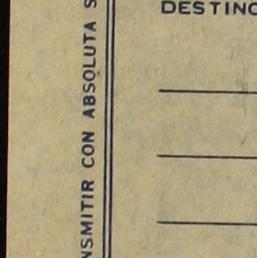 DESTINO
NSMITIR CON ABSOLUTA S